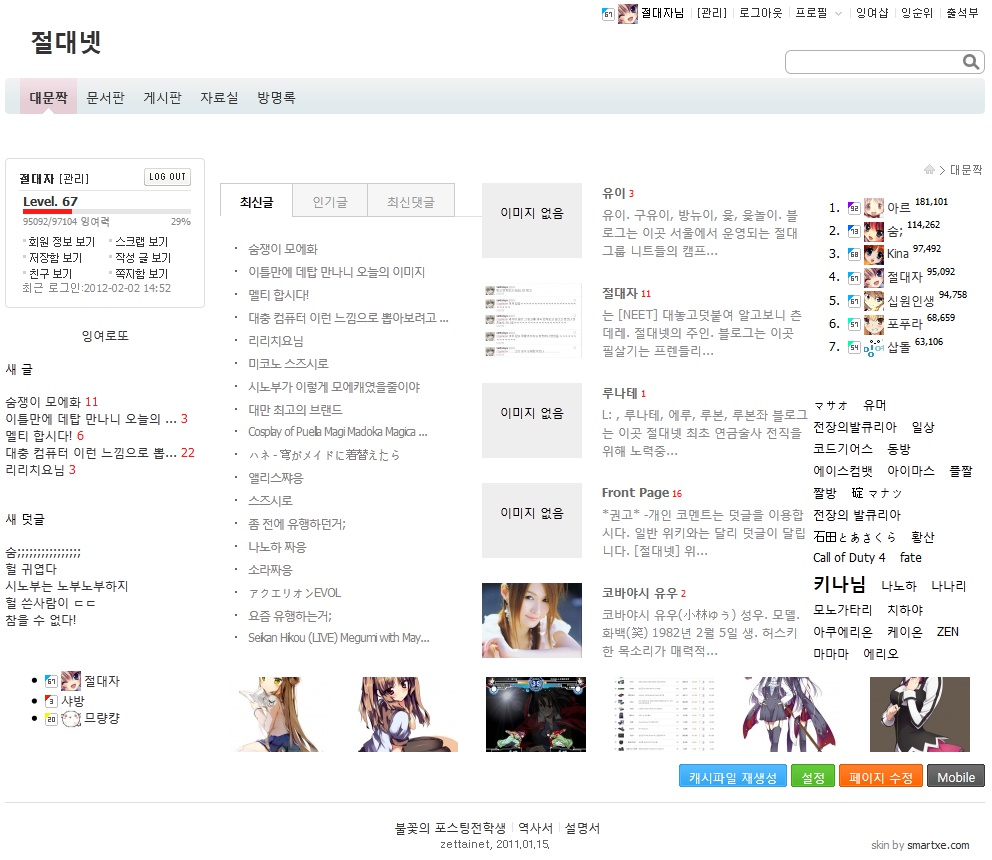 67 절대자님 [관리] 로그아웃 프로필 잉여샵 잉순위 출석부
절대넷
대문짝 문서판 게시판 자료실 방명록
대문짝
절대자 [관리] LOG OUT
Level. 67
95092/97104 잉여력 29%
회원 정보 보기 스크랩 보기
저장함 보기 작성 글 보기
친구 보기 쪽지함 보기
최근 로그인:2012-02-02 14:52
잉여로또
새 글
숨쟁이 모에화 11
이틀만에 데탑 만나니 오늘의 ... 3
멜티 합시다! 6
대충 컴퓨터 이런 느낌으로 뽑... 22
리리치요님 3
새 덧글
숨;;;;;;;;;;;;;;;;
헐 귀엽다
시노부는 노부노부하지
헐 쓴사람이 ㄷㄷ
참을 수 없다!
67 절대자
3 샤방
20 므랑컁
최신글 인기글 최신댓글
숨쟁이 모에화
이틀만에 데탑 만나니 오늘의 이미지
멜티 합시다!
대충 컴퓨터 이런 느낌으로 뽑아보려고 ...
리리치요님
미코노 스즈시로
시노부가 이렇게 모에캐였을줄이야
대만 최고의 브랜드
Cosplay of Puella Magi Madoka Magica ...
ハネ - 穹がメイドに着替えたら
앨리스쨔응
스즈시로
좀 전에 유행하던거;
나노하 짜응
소라짜응
アクエリオンEVOL
요즘 유행하는거;
Seikan Hikou (LIVE) Megumi with May...
이미지 없음
유이 3
유이. 구유이, 방뉴이, 윷, 윷놀이. 블
로그는 이곳 서울에서 운영되는 절대
그룹 니트들의 캠프...
절대자 11
는 [NEET] 대놓고덧붙여 알고보니 츤
데레. 절대넷의 주인. 블로그는 이곳
필살기는 프렌들리...
이미지 없음
루나테 1
L: , 루나테, 에루, 루본, 루본좌 블로그
는 이곳 절대넷 최초 연금술사 전직을
위해 노력중...
이미지 없음
Front Page 16
*권고* -개인 코멘트는 덧글을 이용합
시다. 일반 위키와는 달리 덧글이 달립
니다. [절대넷] 위...
코바야시 유우 2
코바야시 유우(小林ゆう) 성우. 모델.
화백(笑) 1982년 2월 5일 생. 허스키
한 목소리가 매력적...
1. 92 아르 181,101
2. 73 숨; 114,262
3. 68 Kina 97,492
4. 67 절대자 95,092
5. 67 십원인생 94,758
6. 57 포푸라 68,659
7. 54 잉여 삽돌 63,106
マサオ 유머
전장의발큐리아 일상
코드기어스 동방
에이스컴뱃 아이마스 플짤
짤방 碇 マナッ
전장의 발큐리아
石田とあさくら 황산
Call of Duty 4 fate
키나님 나노하 나나리
모노가타리 치하야
아쿠에리온 케이온 ZEN
마마마 에리오
캐시파일 재생성 설정 페이지 수정 Mobile
불꽃의 포스팅전학생 역사서 설명서
zettainet, 2011.01.15.
skin by smartxe.com